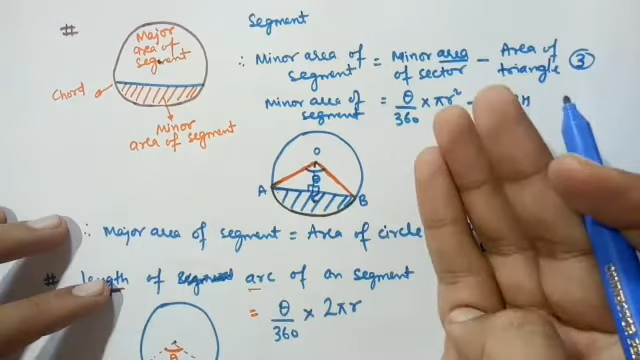 Segment
#
Major
area of
segment
Chord
Minor
area of segment
∴ Minor area of segment = Minor area of sector - Area of triangle ③
Minor area of segment = θ/360 × πr² -
O
θ
A
B
∴ Major area of segment = Area of circle
# length of arc of an segment
= θ/360 × 2πr
r
θ